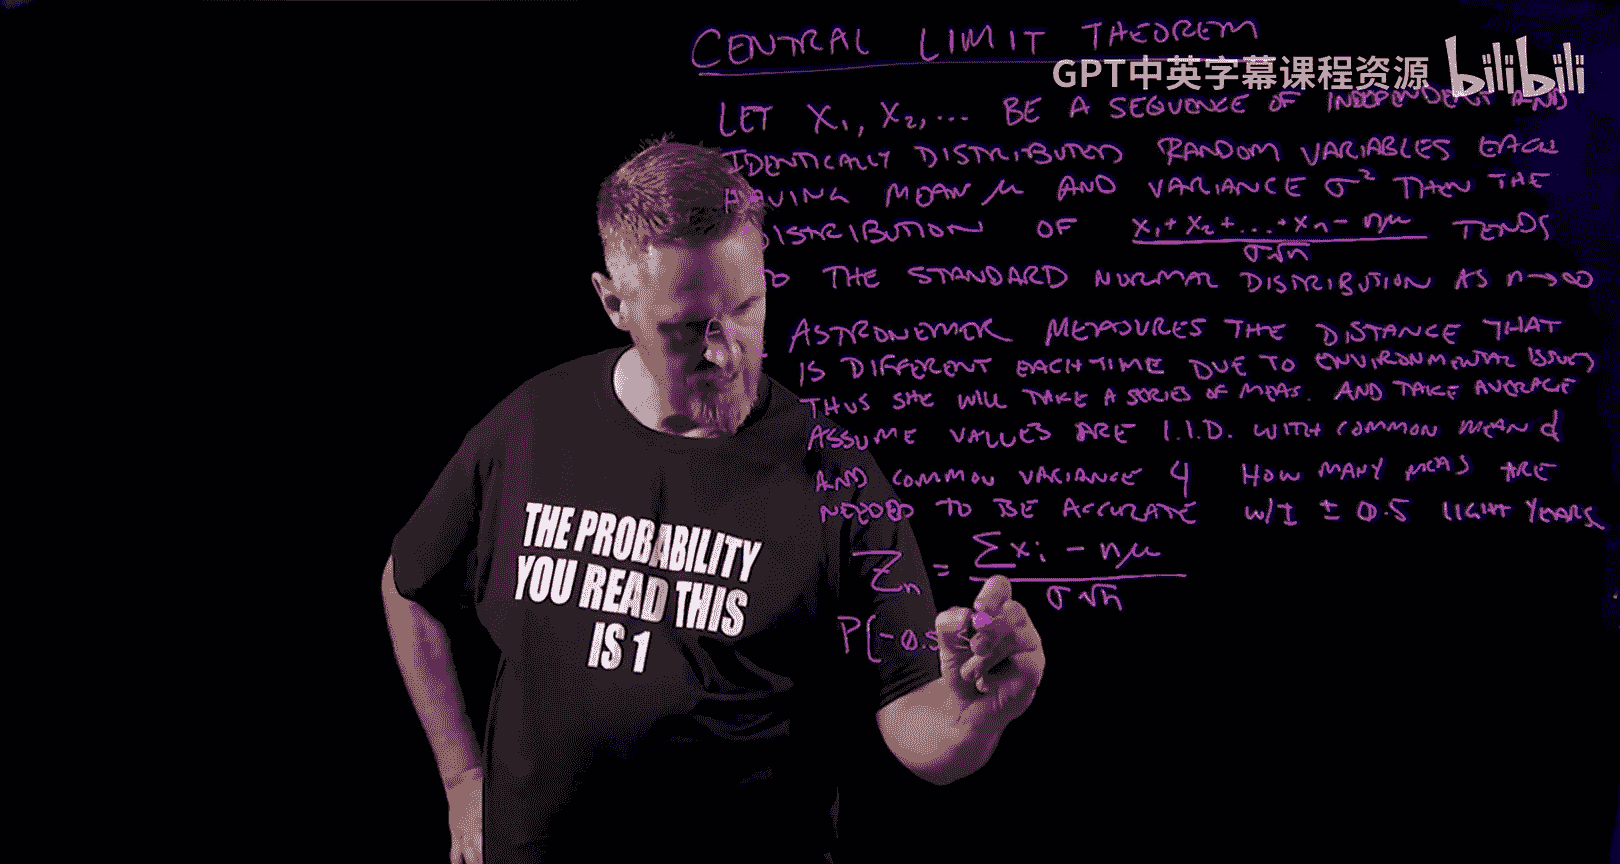 CENTRAL LIMIT THEOREM
GPT中英字幕课程资源 bilibili
LET X₁, X₂, ... BE A SEQUENCE OF INDEPENDENT AND
IDENTICALLY DISTRIBUTED RANDOM VARIABLES EACH
HAVING MEAN μ AND VARIANCE σ² THEN THE
DISTRIBUTION OF (X₁ + X₂ + ... + Xₙ - nμ) / (σ√n) TENDS
TO THE STANDARD NORMAL DISTRIBUTION AS n→∞
ASTRONEMER MEASURES THE DISTANCE THAT
IS DIFFERENT EACH TIME DUE TO ENVIRONMENTAL ISSUES
THUS SHE WILL TAKE A SERIES OF MEAS. AND TAKE AVERAGE
ASSUME VALUES ARE I.I.D. WITH COMMON MEAN d
AND COMMON VARIANCE 4 HOW MANY MEAS ARE
NEEDED TO BE ACCURATE W/I ± 0.5 LIGHT YEARS
Zₙ = (∑Xᵢ - nμ) / (σ√n)
P(-0.5 ≤
THE PROBABILITY
YOU READ THIS
IS 1